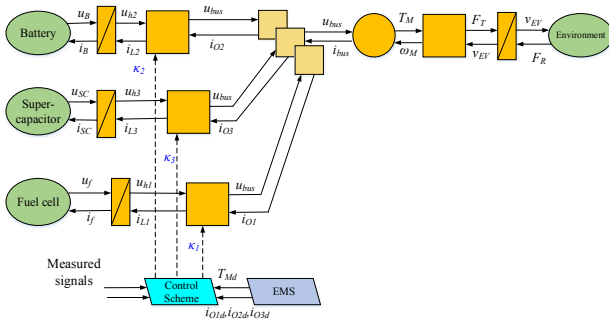 u_B u_h2 u_bus u_bus T_M F_T v_EV
Battery Environment
i_B i_L2 i_O2 i_bus ω_M v_EV F_R
κ_2
u_SC u_h3 u_bus
Super-
capacitor
i_SC i_L3 i_O3
κ_3
u_f u_h1 u_bus
Fuel cell
i_f i_L1 i_O1
κ_1
Measured
signals
Control
Scheme
T_Md
EMS
i_O1d,i_O2d,i_O3d